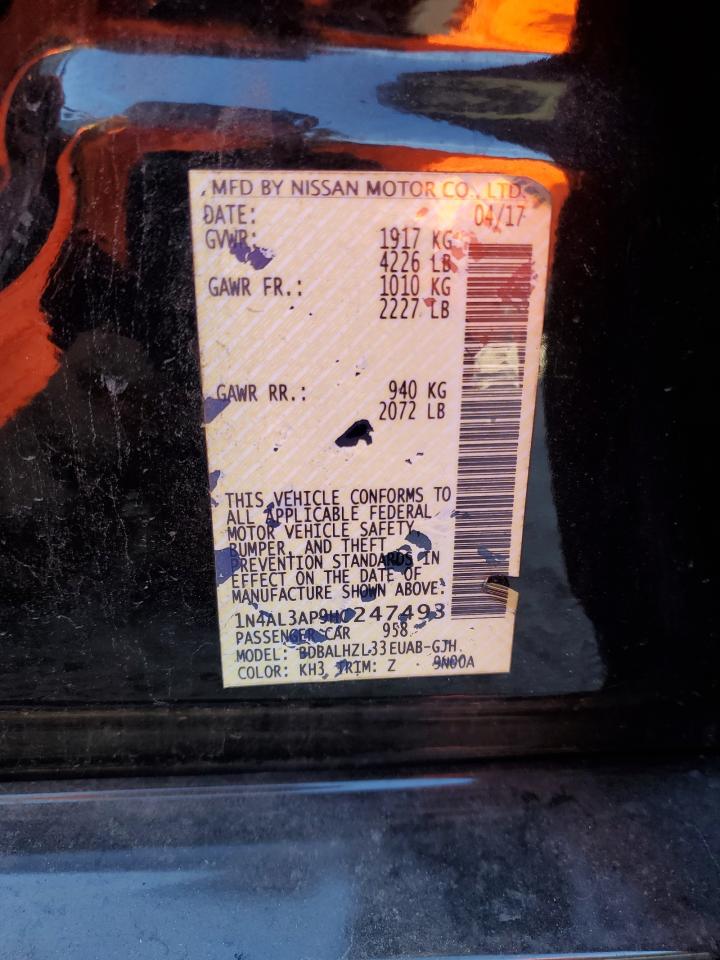 MFD BY NISSAN MOTOR CO., LTD.
DATE: 04/17
GVWR: 1917 KG
4226 LB
GAWR FR.: 1010 KG
2227 LB
GAWR RR.: 940 KG
2072 LB
THIS VEHICLE CONFORMS TO
ALL APPLICABLE FEDERAL
MOTOR VEHICLE SAFETY,
BUMPER, AND THEFT
PREVENTION STANDARDS IN
EFFECT ON THE DATE OF
MANUFACTURE SHOWN ABOVE.
1N4AL3AP9HC247493
PASSENGER CAR 958
MODEL: BDBALHZL33EUAB-GJH
COLOR: KH3 TRIM: Z